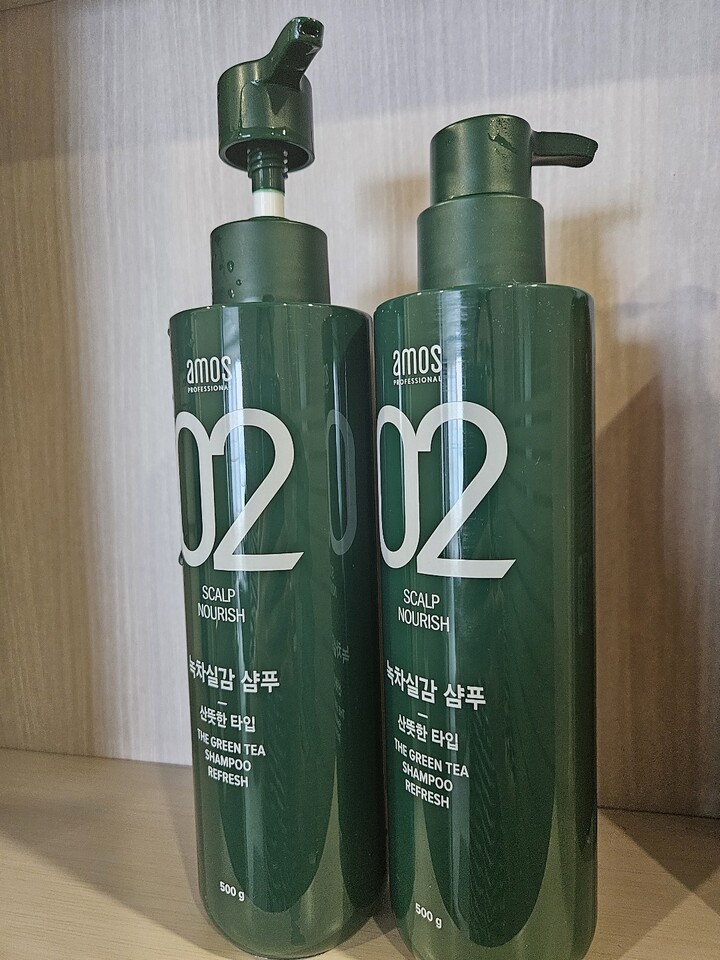 amos
PROFESSIONAL
02
SCALP
NOURISH
녹차실감 샴푸
산뜻한 타입
THE GREEN TEA
SHAMPOO
REFRESH
500 g
amos
PROFESSIONAL
02
SCALP
NOURISH
녹차실감 샴푸
산뜻한 타입
THE GREEN TEA
SHAMPOO
REFRESH
500 g